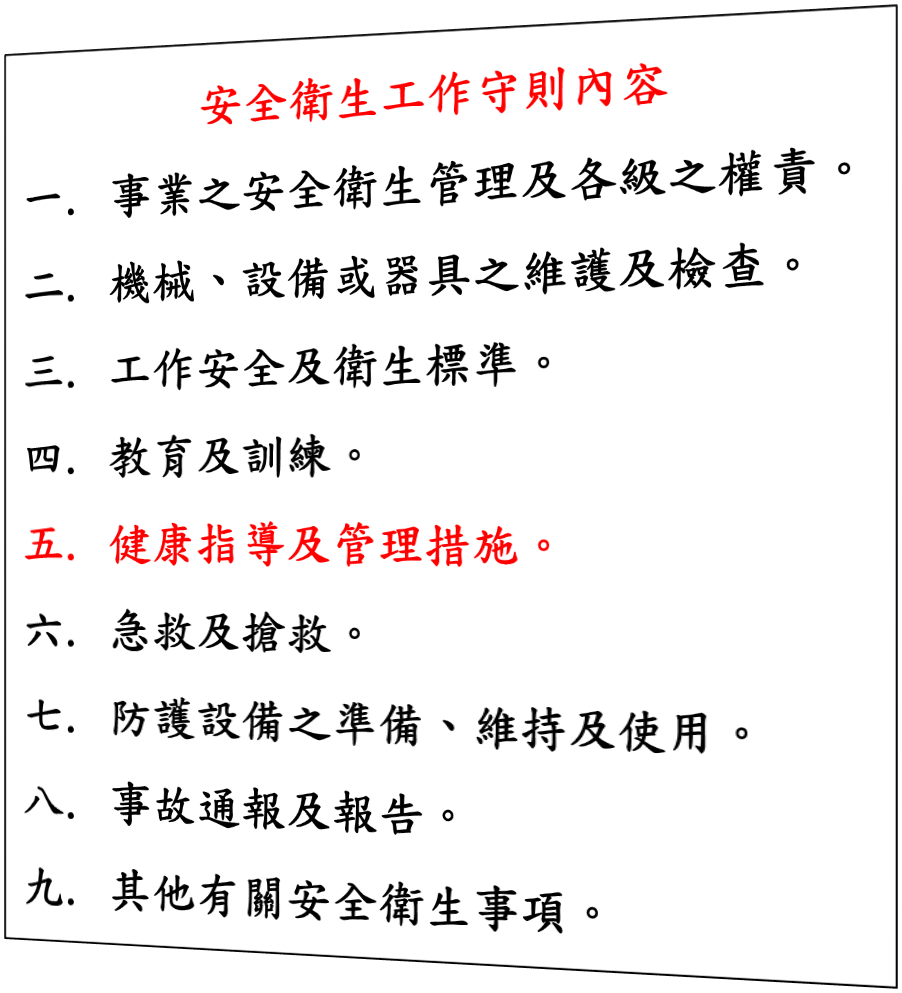 安全衛生工作守則內容
一. 事業之安全衛生管理及各級之權責。
二. 機械、設備或器具之維護及檢查。
三. 工作安全及衛生標準。
四. 教育及訓練。
五. 健康指導及管理措施。
六. 急救及搶救。
七. 防護設備之準備、維持及使用。
八. 事故通報及報告。
九. 其他有關安全衛生事項。